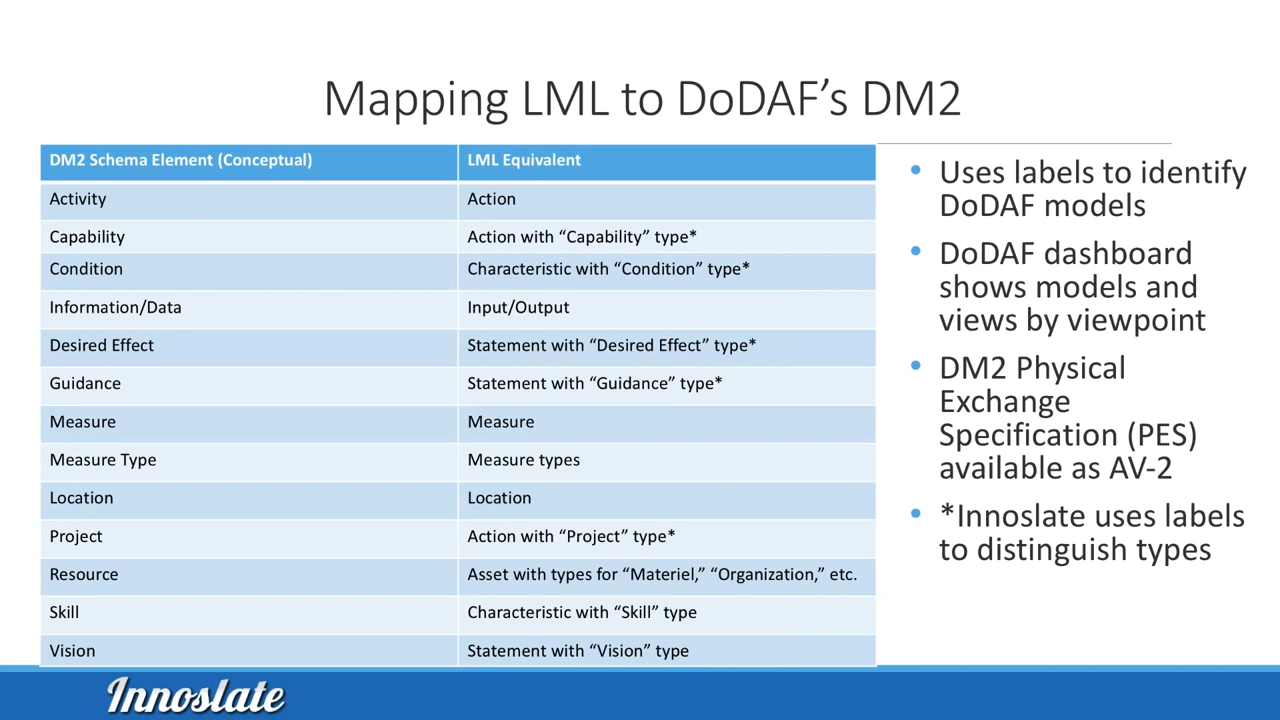 Mapping LML to DoDAF’s DM2
DM2 Schema Element (Conceptual) LML Equivalent
Activity Action
Capability Action with “Capability” type*
Condition Characteristic with “Condition” type*
Information/Data Input/Output
Desired Effect Statement with “Desired Effect” type*
Guidance Statement with “Guidance” type*
Measure Measure
Measure Type Measure types
Location Location
Project Action with “Project” type*
Resource Asset with types for “Materiel,” “Organization,” etc.
Skill Characteristic with “Skill” type
Vision Statement with “Vision” type
• Uses labels to identify
DoDAF models
• DoDAF dashboard
shows models and
views by viewpoint
• DM2 Physical
Exchange
Specification (PES)
available as AV-2
• *Innoslate uses labels
to distinguish types
Innoslate